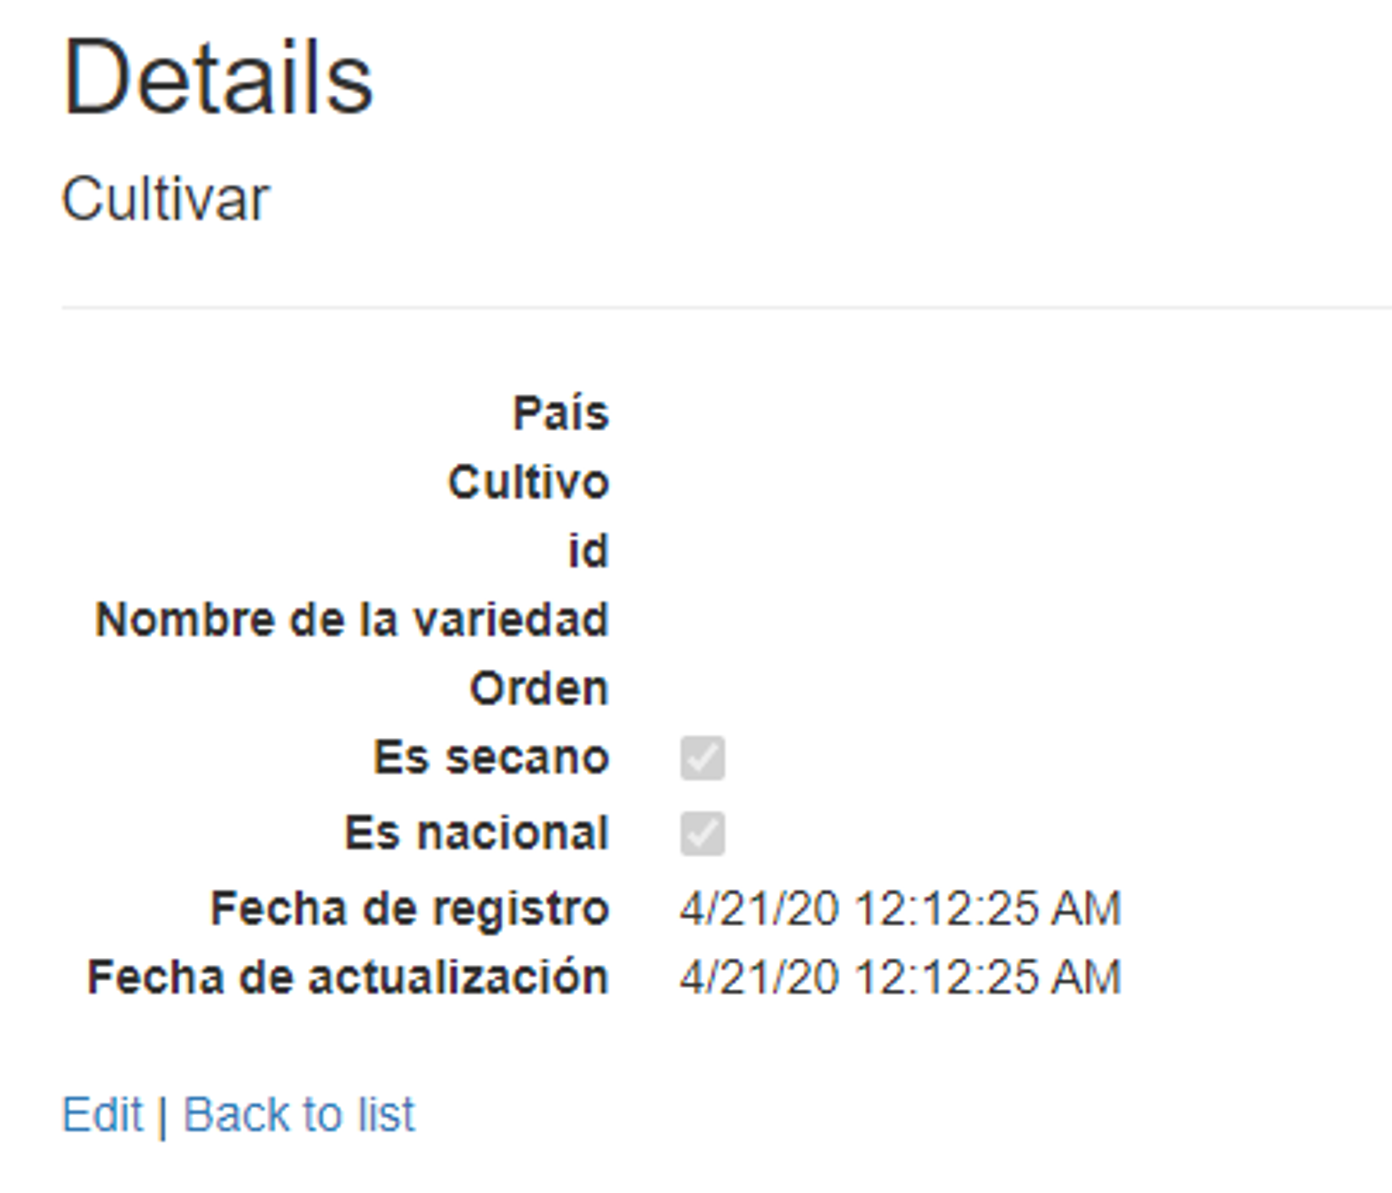 Details
Cultivar
País
Cultivo
id
Nombre de la variedad
Orden
Es secano
Es nacional
Fecha de registro 4/21/20 12:12:25 AM
Fecha de actualización 4/21/20 12:12:25 AM
Edit | Back to list